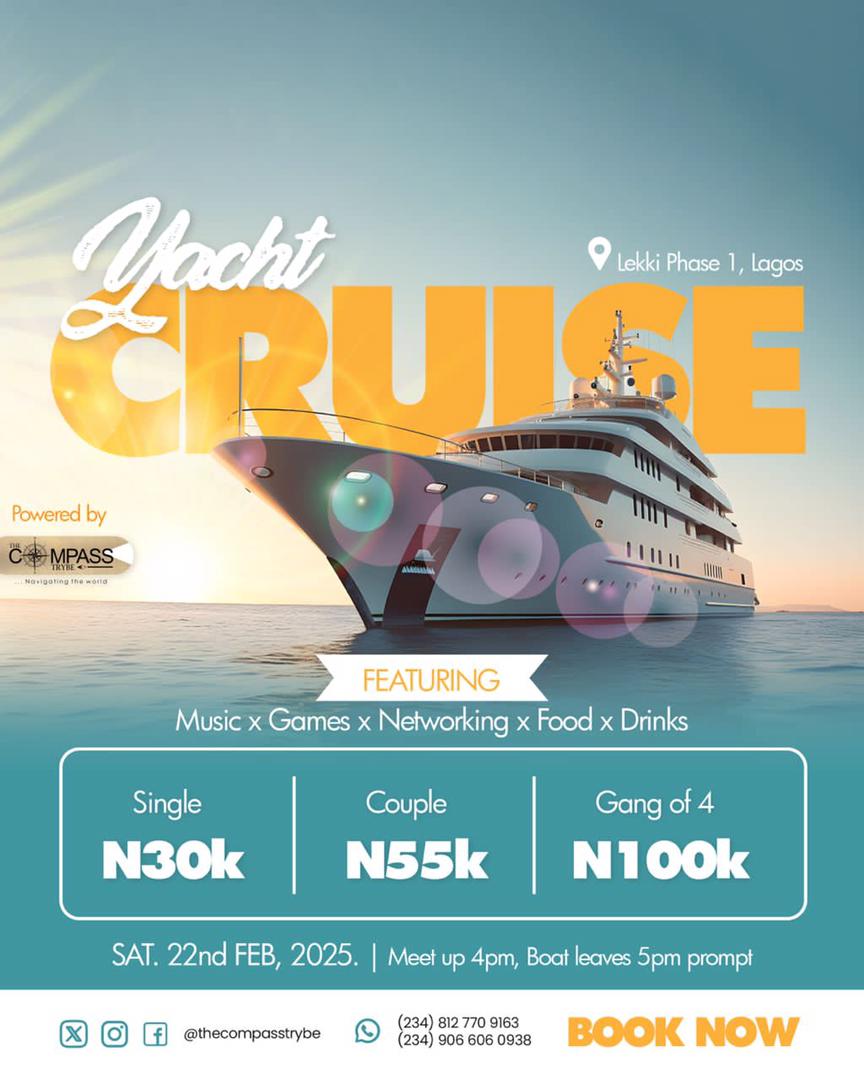 Yacht
Lekki Phase 1, Lagos
CRUISE
Powered by
THE
COMPASS
TRYBE
... Navigating the world
FEATURING
Music x Games x Networking x Food x Drinks
Single
N30k
Couple
N55k
Gang of 4
N100k
SAT. 22nd FEB, 2025. | Meet up 4pm, Boat leaves 5pm prompt
@thecompasstrybe
(234) 812 770 9163
(234) 906 606 0938
BOOK NOW